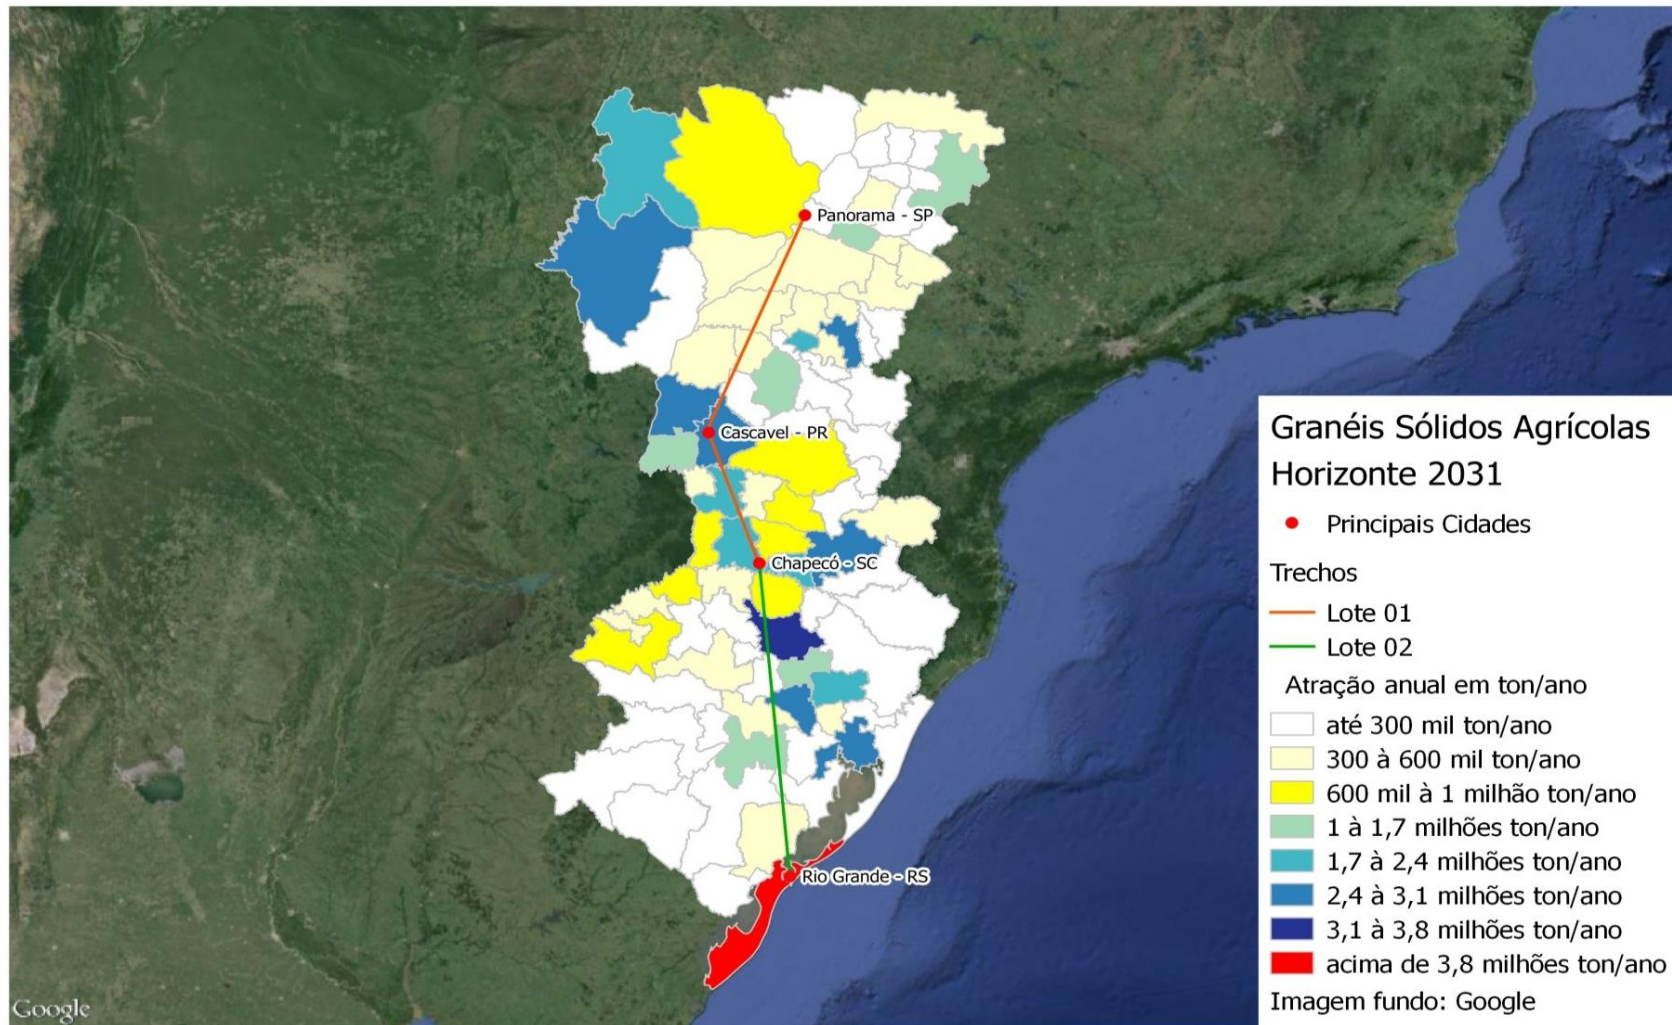 Panorama - SP
Cascavel - PR
Chapecó - SC
Rio Grande - RS
Granéis Sólidos Agrícolas
Horizonte 2031
Principais Cidades
Trechos
Lote 01
Lote 02
Atração anual em ton/ano
até 300 mil ton/ano
300 à 600 mil ton/ano
600 mil à 1 milhão ton/ano
1 à 1,7 milhões ton/ano
1,7 à 2,4 milhões ton/ano
2,4 à 3,1 milhões ton/ano
3,1 à 3,8 milhões ton/ano
acima de 3,8 milhões ton/ano
Imagem fundo: Google
Google